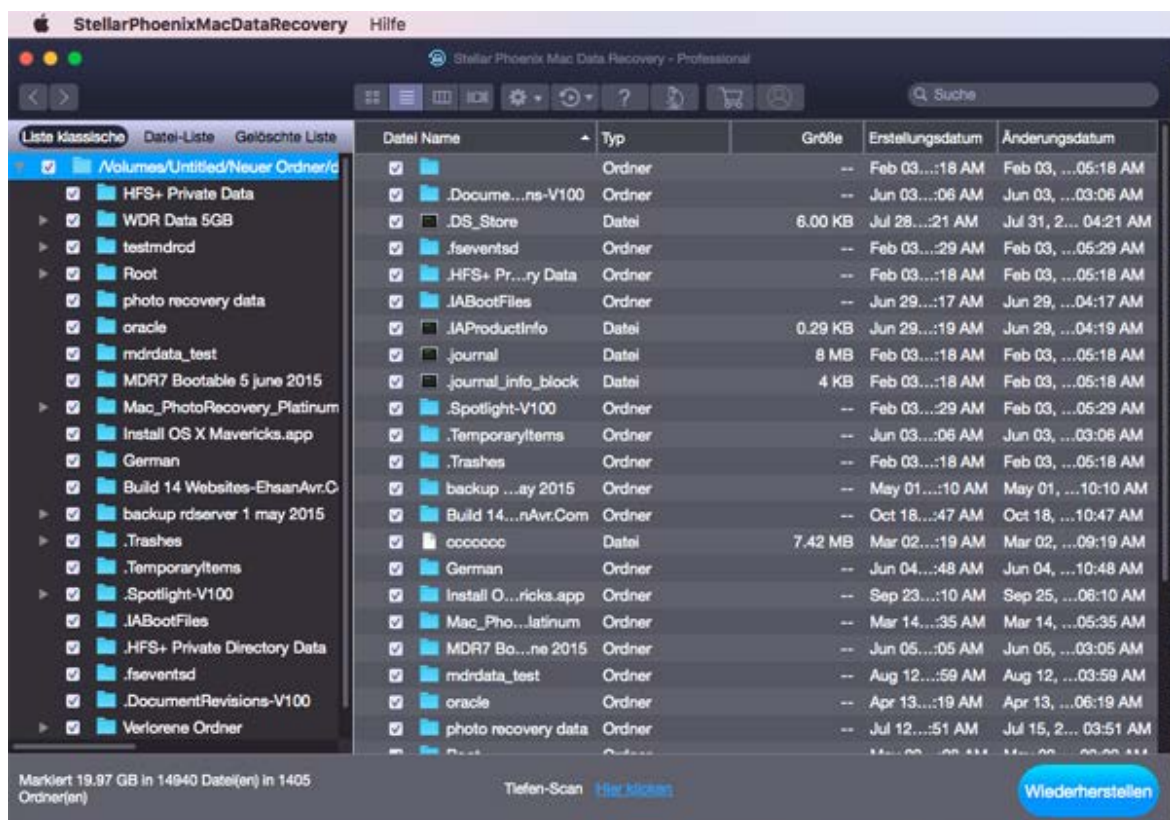 StellarPhoenixMacDataRecovery Hilfe
Stellar Phoenix Mac Data Recovery - Professional
Suche
Liste klassische Datei-Liste Gelöschte Liste
/Volumes/Untitled/Neuer Ordner/d
HFS+ Private Data
WDR Data 5GB
testmdrcd
Root
photo recovery data
oracle
mdrdata_test
MDR7 Bootable 5 june 2015
Mac_PhotoRecovery_Platinum
Install OS X Mavericks.app
German
Build 14 Websites-EhsanAvr.C
backup rdserver 1 may 2015
.Trashes
.TemporaryItems
.Spotlight-V100
.IABootFiles
.HFS+ Private Directory Data
.fseventsd
.DocumentRevisions-V100
Verlorene Ordner
Datei Name Typ Größe Erstellungsdatum Änderungsdatum
Ordner -- Feb 03...:18 AM Feb 03, ...05:18 AM
.Docume...ns-V100 Ordner -- Jun 03...:06 AM Jun 03, ...03:06 AM
.DS_Store Datei 6.00 KB Jul 28...:21 AM Jul 31, 2... 04:21 AM
.fseventsd Ordner -- Feb 03...:29 AM Feb 03, ...05:29 AM
.HFS+ Pr...ry Data Ordner -- Feb 03...:18 AM Feb 03, ...05:18 AM
.IABootFiles Ordner -- Jun 29...:17 AM Jun 29, ...04:17 AM
.IAProductInfo Datei 0.29 KB Jun 29...:19 AM Jun 29, ...04:19 AM
.journal Datei 8 MB Feb 03...:18 AM Feb 03, ...05:18 AM
.journal_info_block Datei 4 KB Feb 03...:18 AM Feb 03, ...05:18 AM
.Spotlight-V100 Ordner -- Feb 03...:29 AM Feb 03, ...05:29 AM
.TemporaryItems Ordner -- Jun 03...:06 AM Jun 03, ...03:06 AM
.Trashes Ordner -- Feb 03...:18 AM Feb 03, ...05:18 AM
backup ...ay 2015 Ordner -- May 01...:10 AM May 01, ...10:10 AM
Build 14...nAvr.Com Ordner -- Oct 18...:47 AM Oct 18, ...10:47 AM
ccccccc Datei 7.42 MB Mar 02...:19 AM Mar 02, ...09:19 AM
German Ordner -- Jun 04...:48 AM Jun 04, ...10:48 AM
Install O...ricks.app Ordner -- Sep 23...:10 AM Sep 25, ...06:10 AM
Mac_Pho...latinum Ordner -- Mar 14...:35 AM Mar 14, ...05:35 AM
MDR7 Bo...ne 2015 Ordner -- Jun 05...:05 AM Jun 05, ...03:05 AM
mdrdata_test Ordner -- Aug 12...:59 AM Aug 12, ...03:59 AM
oracle Ordner -- Apr 13...:19 AM Apr 13, ...06:19 AM
photo recovery data Ordner -- Jul 12...:51 AM Jul 15, 2... 03:51 AM
Markiert 19.97 GB in 14940 Datei(en) in 1405
Ordner(en)
Tiefen-Scan Hier klicken
Wiederherstellen